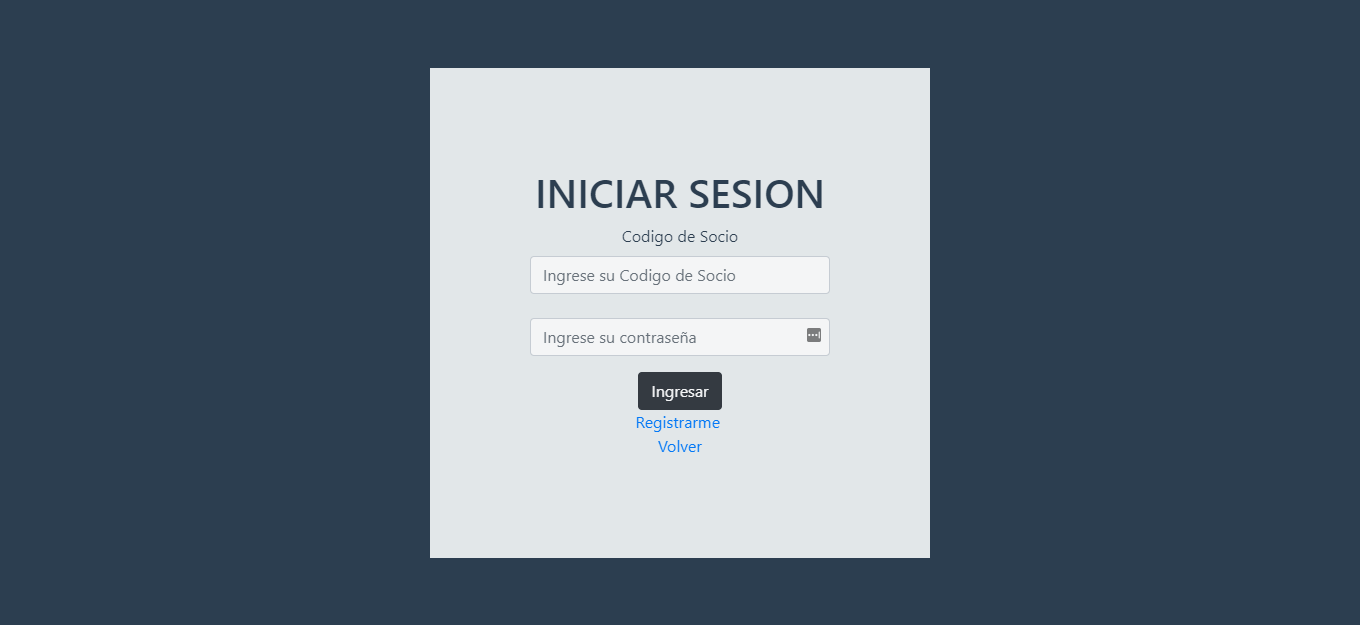 INICIAR SESION
Codigo de Socio
Ingrese su Codigo de Socio
Ingrese su contraseña
Ingresar
Registrarme
Volver